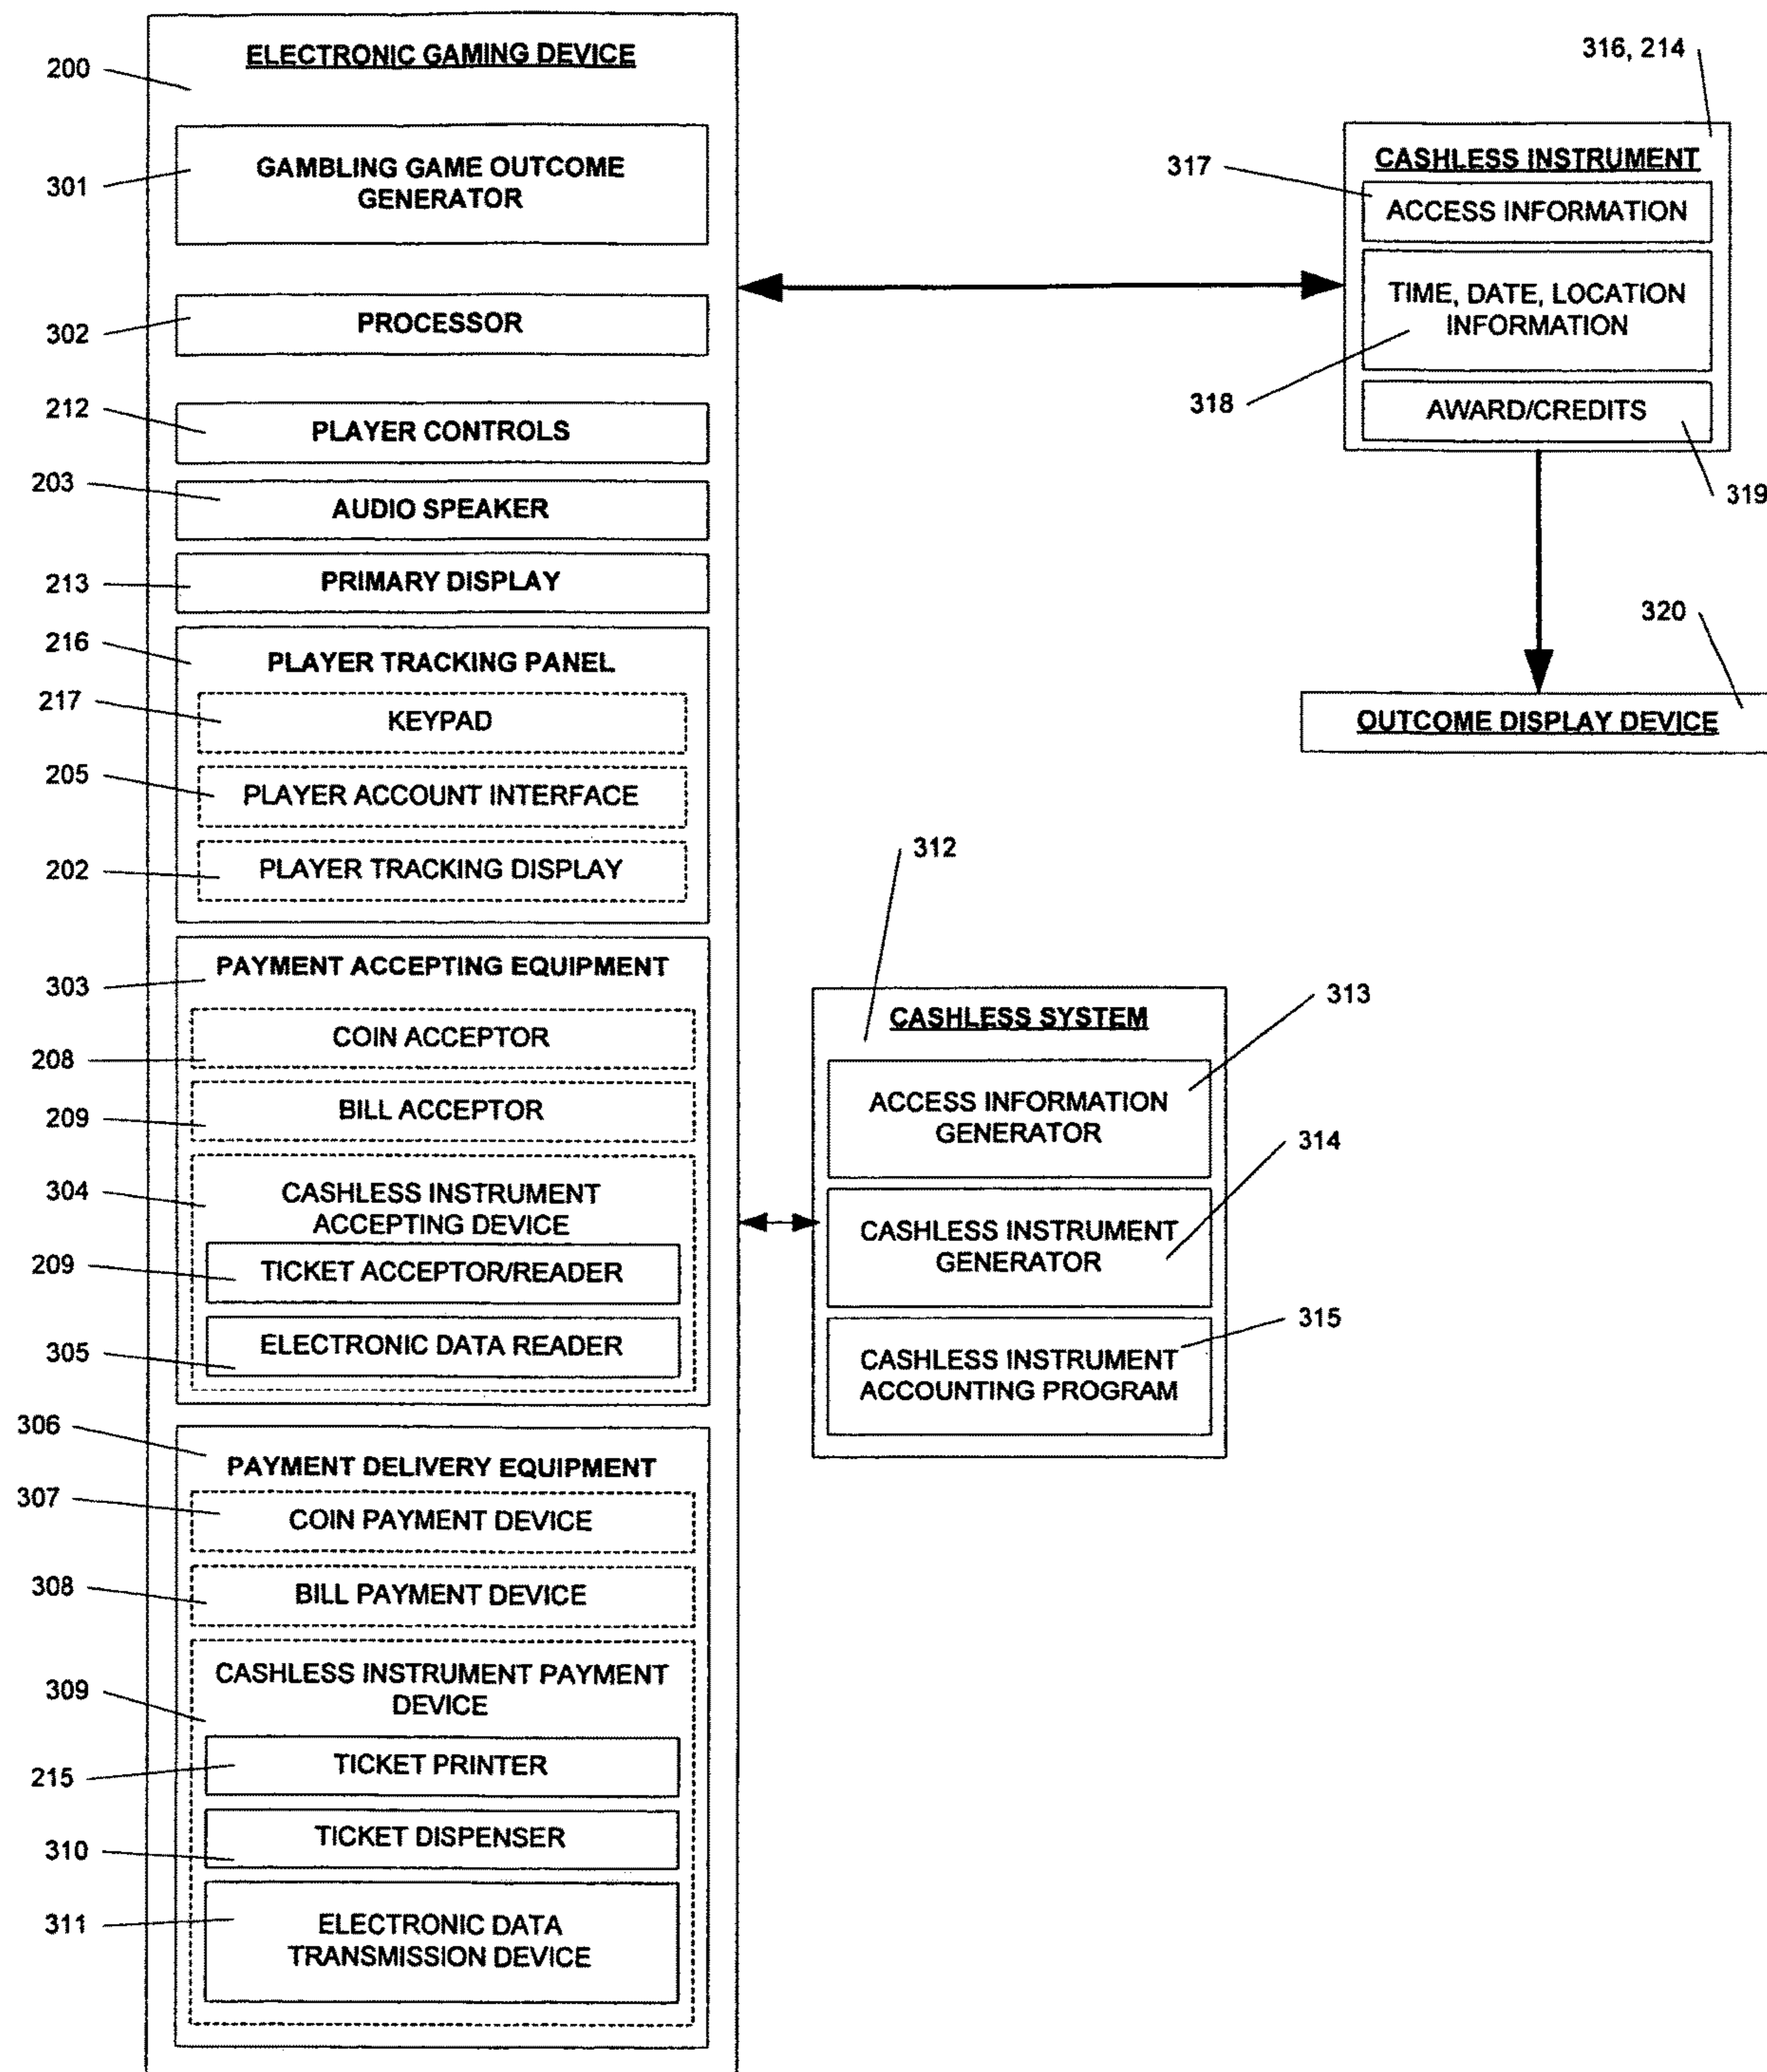 ELECTRONIC GAMING DEVICE
200
GAMBLING GAME OUTCOME
GENERATOR
301
PROCESSOR
302
212
PLAYER CONTROLS
203
AUDIO SPEAKER
213
PRIMARY DISPLAY
216
PLAYER TRACKING PANEL
217
KEYPAD
205
PLAYER ACCOUNT INTERFACE
202
PLAYER TRACKING DISPLAY
PAYMENT ACCEPTING EQUIPMENT
303
COIN ACCEPTOR
208
BILL ACCEPTOR
209
304
CASHLESS INSTRUMENT
ACCEPTING DEVICE
209
TICKET ACCEPTOR/READER
ELECTRONIC DATA READER
305
306
PAYMENT DELIVERY EQUIPMENT
307
COIN PAYMENT DEVICE
308
BILL PAYMENT DEVICE
CASHLESS INSTRUMENT PAYMENT
DEVICE
309
TICKET PRINTER
215
TICKET DISPENSER
310
311
ELECTRONIC DATA
TRANSMISSION DEVICE
316, 214
CASHLESS INSTRUMENT
317
ACCESS INFORMATION
TIME, DATE, LOCATION
INFORMATION
318
AWARD/CREDITS
319
320
OUTCOME DISPLAY DEVICE
312
CASHLESS SYSTEM
313
ACCESS INFORMATION
GENERATOR
314
CASHLESS INSTRUMENT
GENERATOR
315
CASHLESS INSTRUMENT
ACCOUNTING PROGRAM